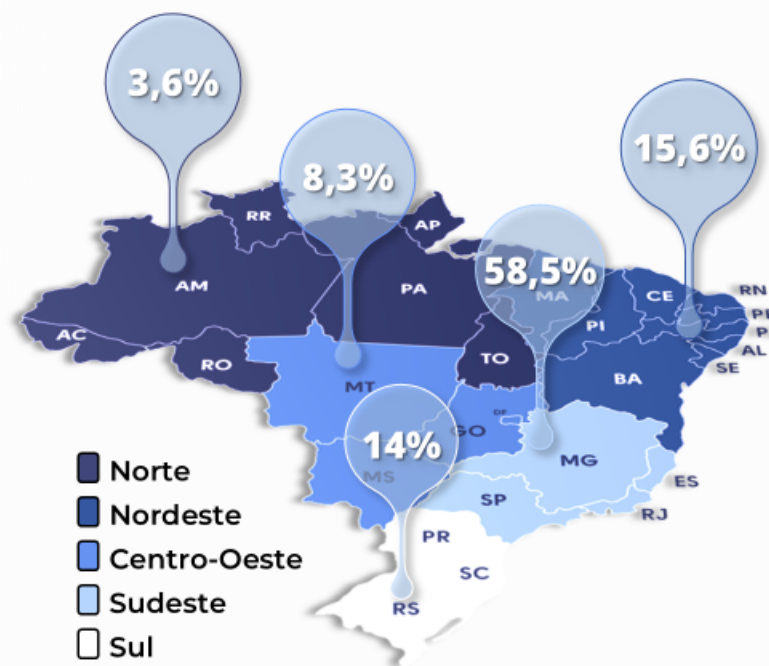 3,6%
8,3%
15,6%
RR
AP
58,5%
AM
PA
MA
CE
RN
PI
AC
RO
TO
AL
SE
BA
MT
DF
GO
14%
MS
MG
ES
SP
RJ
PR
SC
RS
Norte
Nordeste
Centro-Oeste
Sudeste
Sul